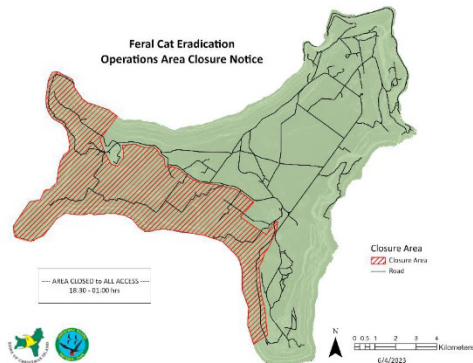 Feral Cat Eradication
Operations Area Closure Notice
Closure Area
Closure Area
Road
---- AREA CLOSED to ALL ACCESS ----
18:30 - 01:00 hrs
N
0 0.5 1 2 3 4
Kilometers
6/4/2023